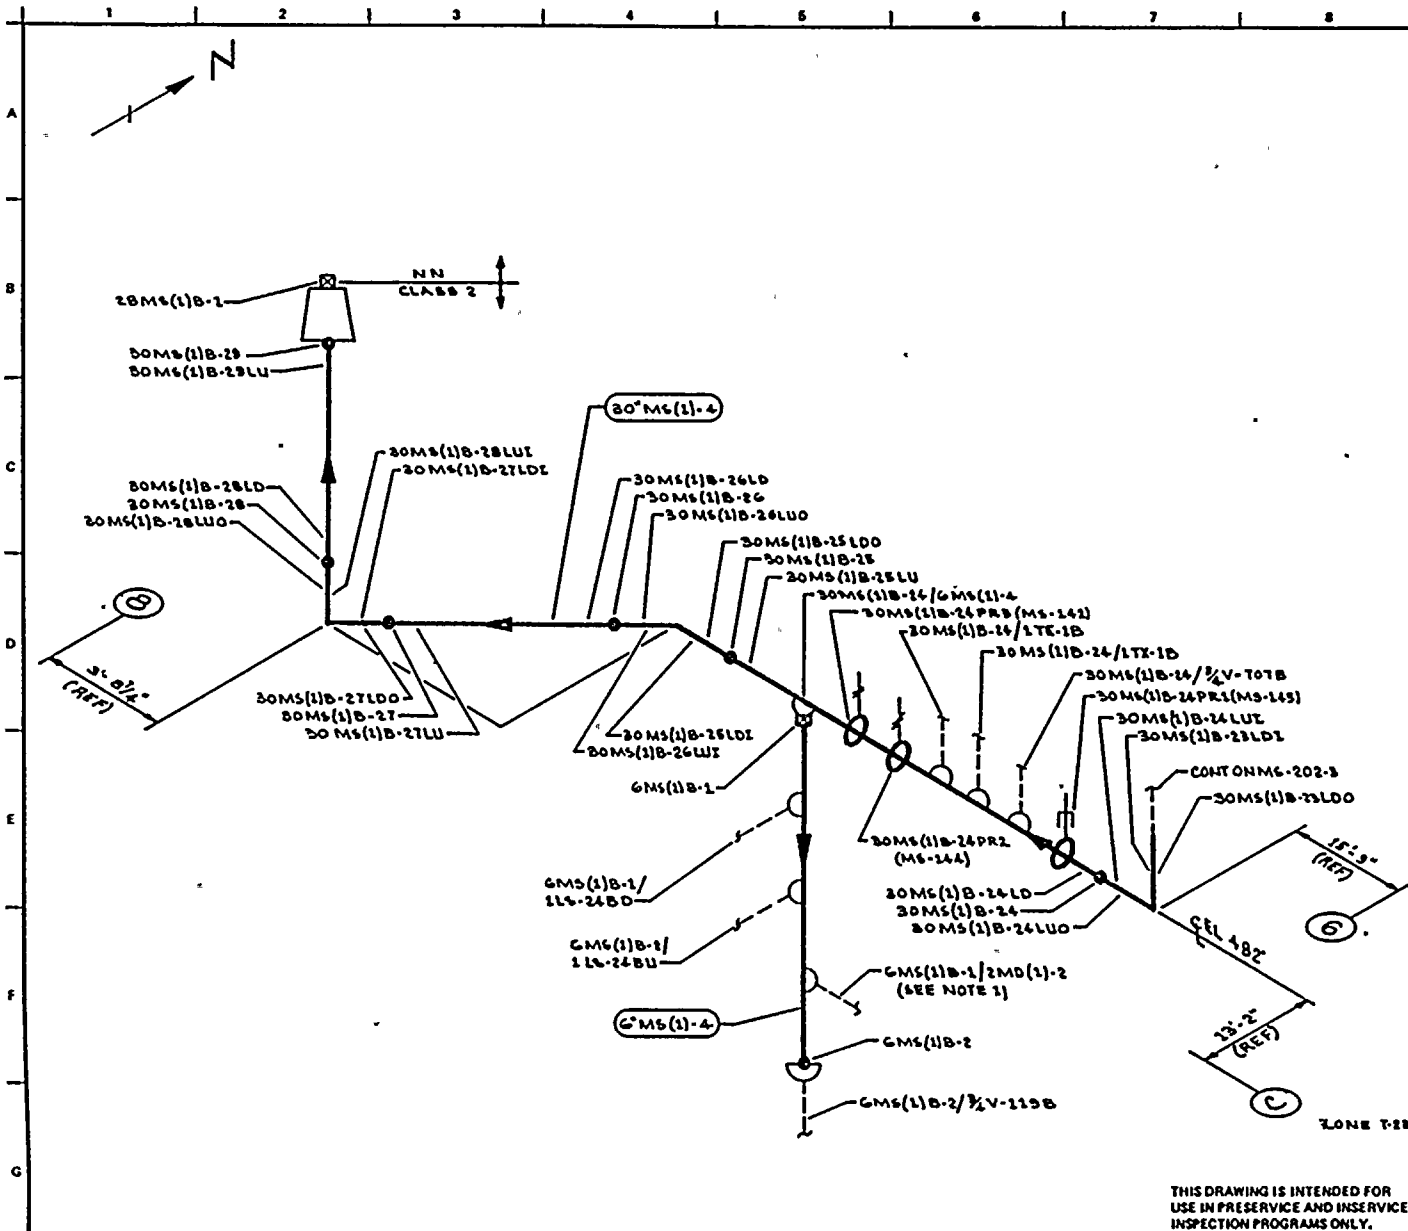 1 2 3 4 5 6 7 8
N
A
B
C
D
E
F
G
NN
CLASS 2
28MS(1)B-1
30MS(1)B-29
30MS(1)B-29LU
30"MS(1)-4
30MS(1)B-28LUI
30MS(1)B-27LDI
30MS(1)B-28LD
30MS(1)B-28
30MS(1)B-28LUO
30MS(1)B-26LD
30MS(1)B-26
30MS(1)B-26LUO
30MS(1)B-25LDO
30MS(1)B-25
30MS(1)B-25LU
30MS(1)B-24/6MS(1)-4
30MS(1)B-24PR3(MS-142)
30MS(1)B-24/1TE-1B
30MS(1)B-24/1TX-1B
30MS(1)B-24/3/4V-707B
30MS(1)B-24PR1(MS-145)
30MS(1)B-24LUI
30MS(1)B-23LDI
CONT ON MS-202-3
30MS(1)B-23LDO
8
3'-8 1/4"
(REF)
30MS(1)B-27LDO
30MS(1)B-27
30MS(1)B-27LU
30MS(1)B-25LDI
30MS(1)B-26LUI
6MS(1)B-1
30MS(1)B-24PR2
(MS-144)
15'-9"
(REF)
6
6MS(1)B-1/
1LS-24BD
30MS(1)B-24LD
30MS(1)B-24
30MS(1)B-24LUO
6MS(1)B-1/
1LS-24BU
CEL 482'
6MS(1)B-1/2MD(1)-2
(SEE NOTE 1)
6"MS(1)-4
13'-2"
(REF)
6MS(1)B-2
6MS(1)B-2/3/4V-119B
C
ZONE T-22
THIS DRAWING IS INTENDED FOR
USE IN PRESERVICE AND INSERVICE
INSPECTION PROGRAMS ONLY.